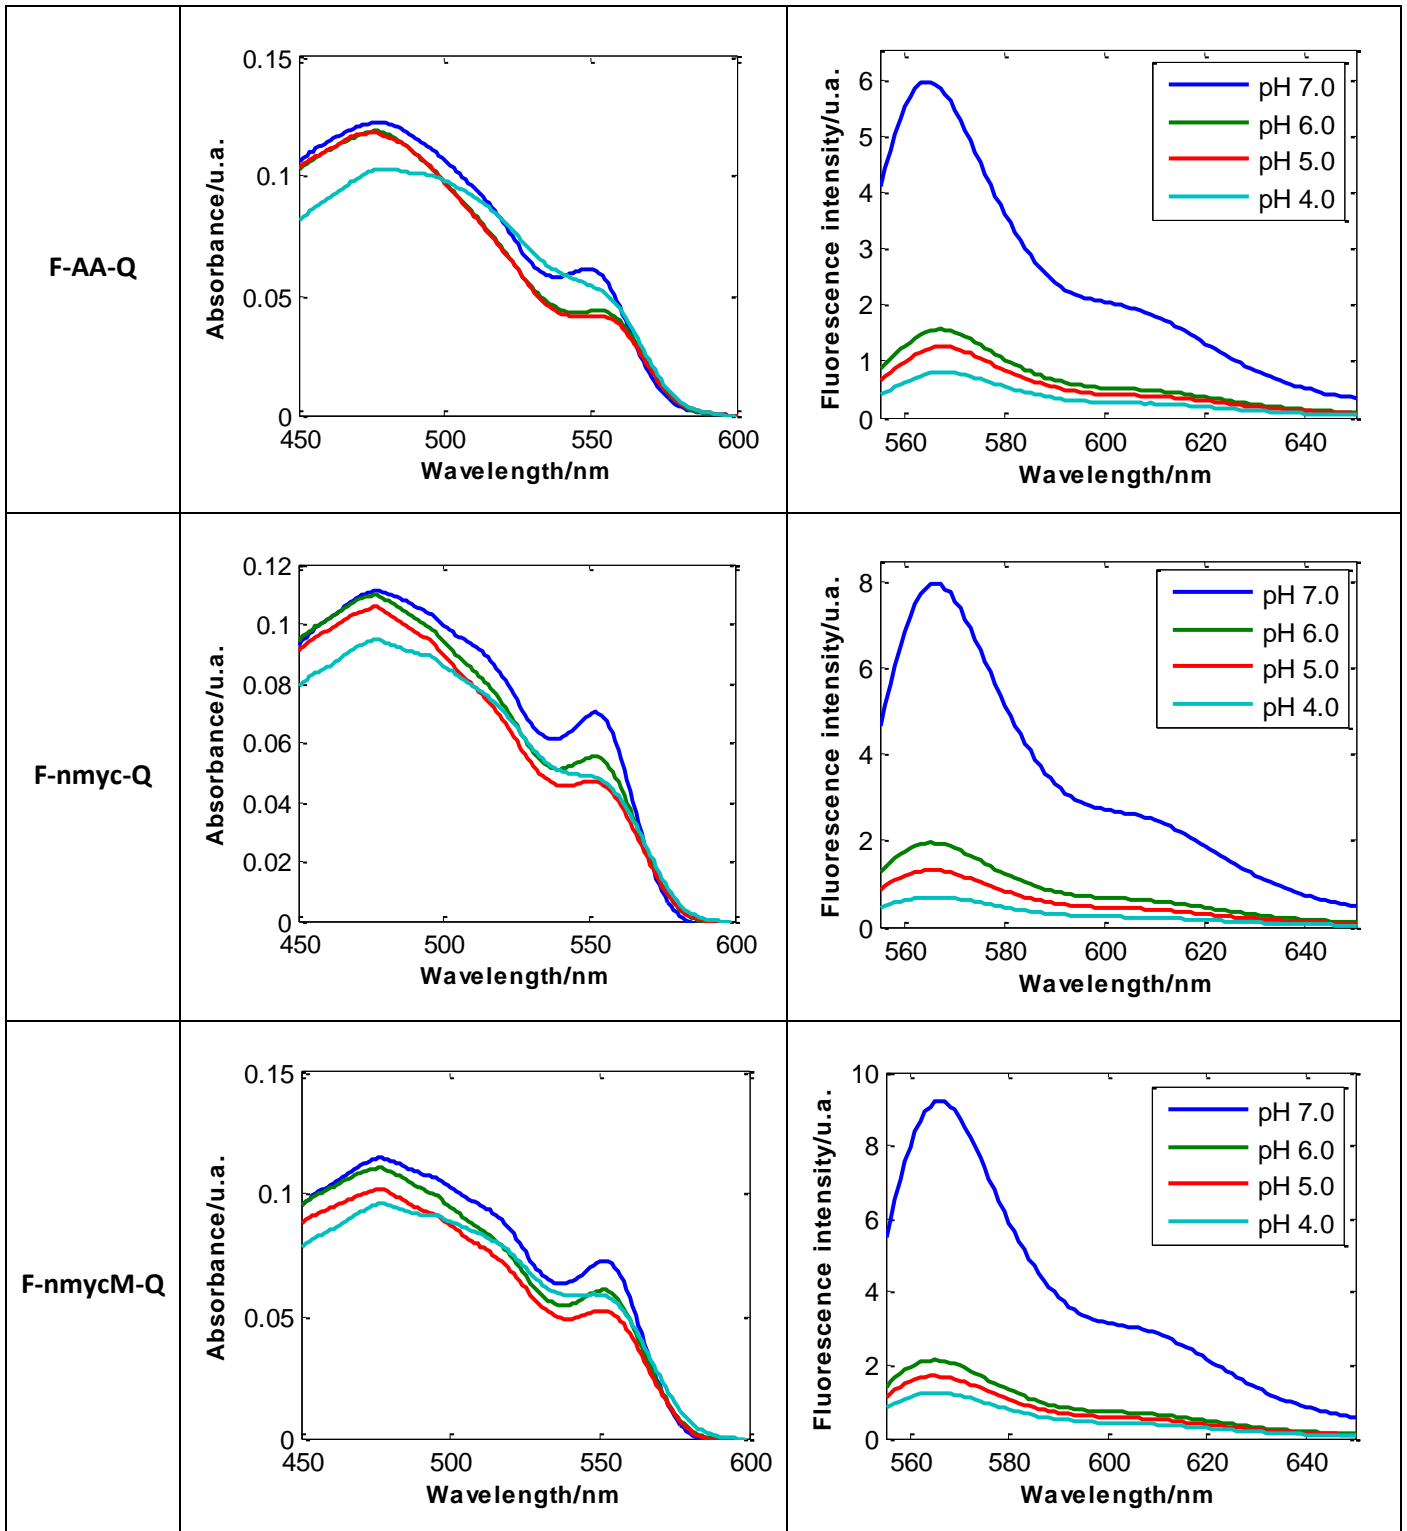 F-AA-Q
Absorbance/u.a.
0.15
0.1
0.05
0
450 500 550 600
Wavelength/nm
Fluorescence intensity/u.a.
6
5
4
3
2
1
0
560 580 600 620 640
Wavelength/nm
pH 7.0
pH 6.0
pH 5.0
pH 4.0
F-nmyc-Q
Absorbance/u.a.
0.12
0.1
0.08
0.06
0.04
0.02
0
450 500 550 600
Wavelength/nm
Fluorescence intensity/u.a.
8
6
4
2
0
560 580 600 620 640
Wavelength/nm
pH 7.0
pH 6.0
pH 5.0
pH 4.0
F-nmycM-Q
Absorbance/u.a.
0.15
0.1
0.05
0
450 500 550 600
Wavelength/nm
Fluorescence intensity/u.a.
10
8
6
4
2
0
560 580 600 620 640
Wavelength/nm
pH 7.0
pH 6.0
pH 5.0
pH 4.0